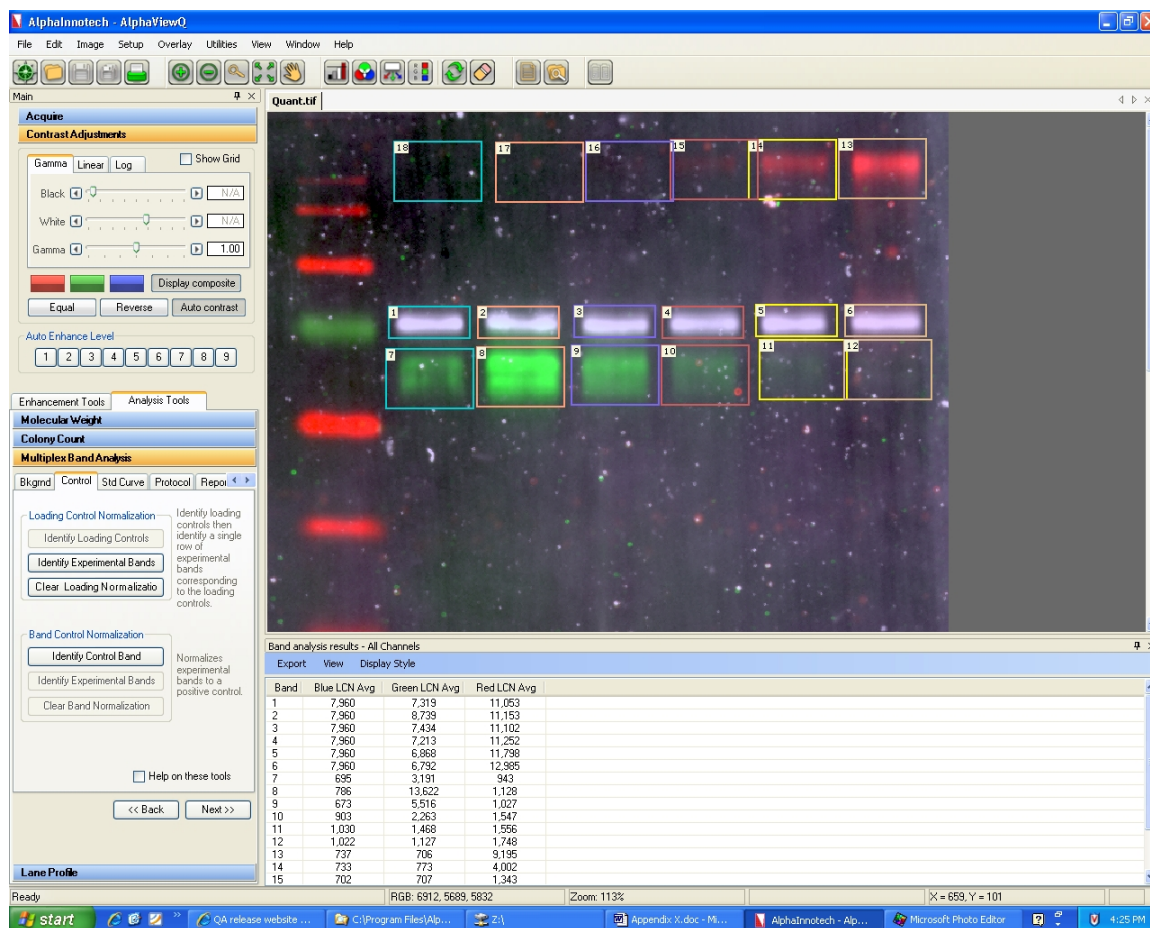 AlphaInnotech - AlphaViewQ
File Edit Image Setup Overlay Utilities View Window Help
Main
Quant.tif
Acquire
Contrast Adjustments
Gamma Linear Log Show Grid
Black N/A
White N/A
Gamma 1.00
Display composite
Equal Reverse Auto contrast
Auto Enhance Level
1 2 3 4 5 6 7 8 9
Enhancement Tools Analysis Tools
Molecular Weight
Colony Count
Multiplex Band Analysis
Bkgrnd Control Std Curve Protocol Repor
Loading Control Normalization
Identify Loading Controls
Identify Experimental Bands
Clear Loading Normalizatio
Identify loading
controls then
identify a single
row of
experimental
bands
corresponding
to the loading
controls.
Band Control Normalization
Identify Control Band
Identify Experimental Bands
Clear Band Normalization
Normalizes
experimental
bands to a
positive control.
Help on these tools
<< Back Next >>
Lane Profile
18 17 16 15 14 13
1 2 3 4 5 6
7 8 9 10 11 12
Band analysis results - All Channels
Export View Display Style
Band Blue LCN Avg Green LCN Avg Red LCN Avg
1 7,960 7,319 11,053
2 7,960 8,739 11,153
3 7,960 7,434 11,102
4 7,960 7,213 11,252
5 7,960 6,868 11,798
6 7,960 6,792 12,985
7 695 3,191 943
8 786 13,622 1,128
9 673 5,516 1,027
10 903 2,263 1,547
11 1,030 1,468 1,556
12 1,022 1,127 1,748
13 737 706 9,195
14 733 773 4,002
15 702 707 1,343
Ready RGB: 6912, 5689, 5832 Zoom: 113% X = 659, Y = 101
start QA release website ... C:\Program Files\Alp... Z:\ Appendix X.doc - Mi... AlphaInnotech - Alp... Microsoft Photo Editor 4:25 PM